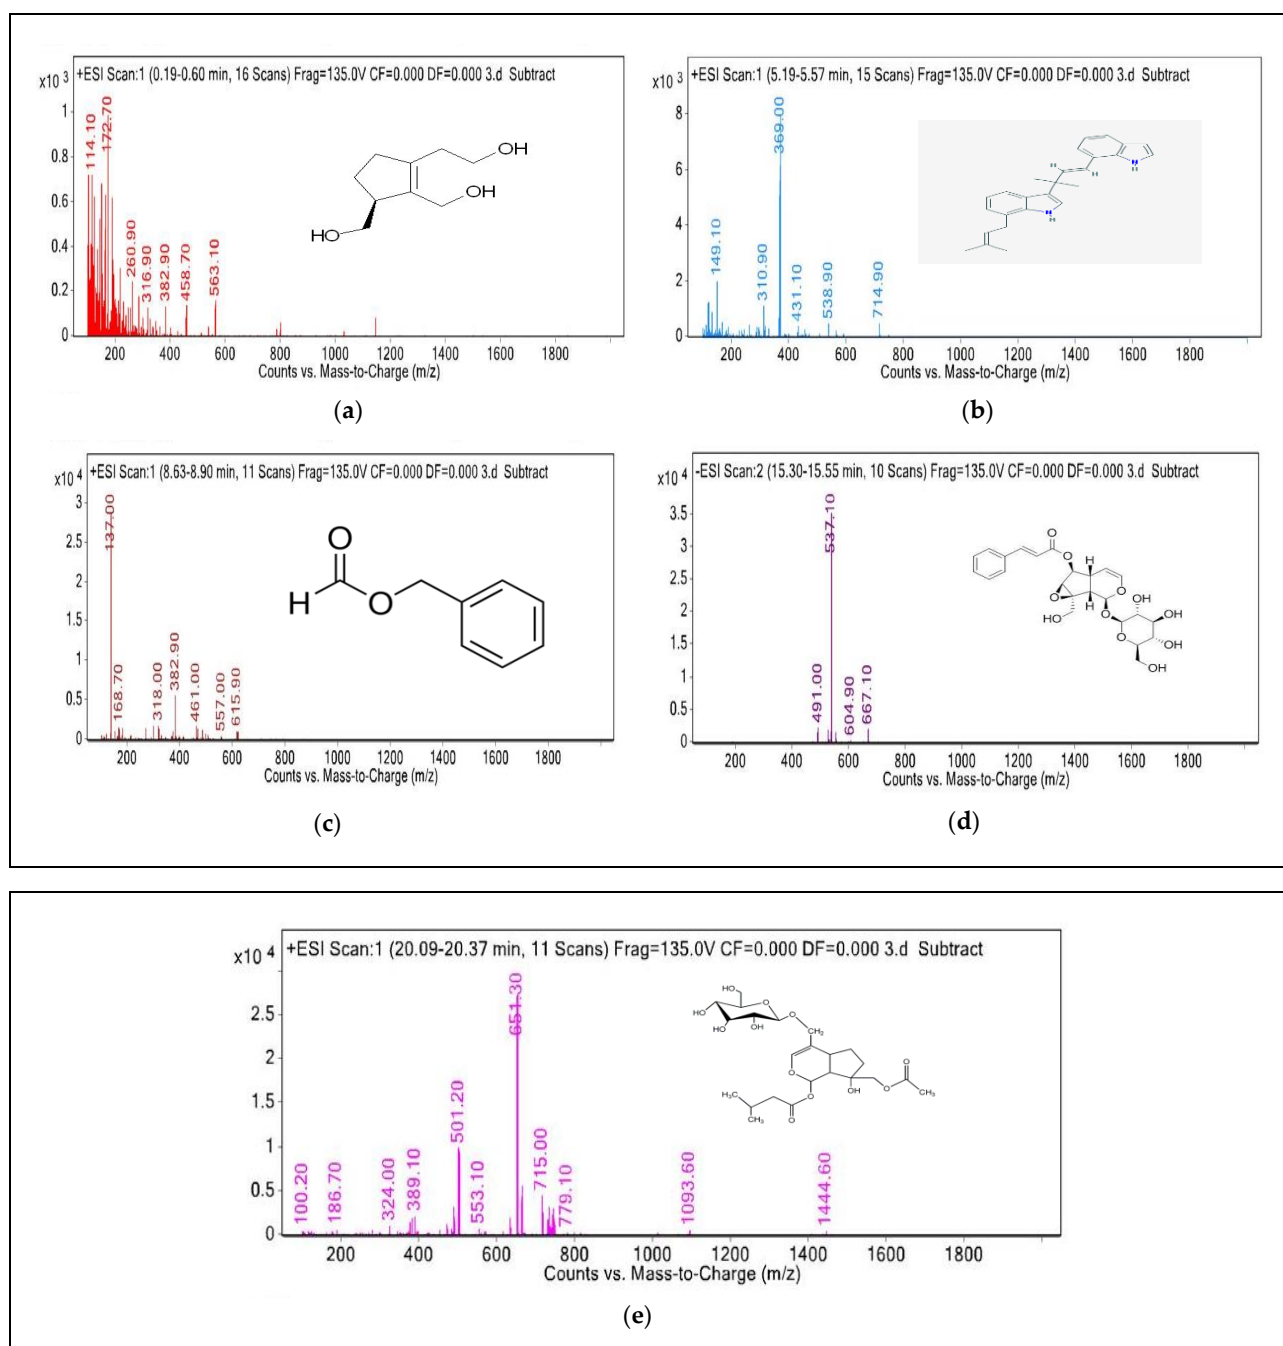 +ESI Scan:1 (0.19-0.60 min, 16 Scans) Frag=135.0V CF=0.000 DF=0.000 3.d Subtract
x10 3
1
0.8
0.6
0.4
0.2
0
114.10
172.70
260.90
316.90
382.90
458.70
563.10
OH
OH
HO
200 400 600 800 1000 1200 1400 1600 1800
Counts vs. Mass-to-Charge (m/z)
(a)
+ESI Scan:1 (5.19-5.57 min, 15 Scans) Frag=135.0V CF=0.000 DF=0.000 3.d Subtract
x10 3
8
6
4
2
0
149.10
310.90
369.00
431.10
538.90
714.90
H
H
N
H
N
H
200 400 600 800 1000 1200 1400 1600 1800
Counts vs. Mass-to-Charge (m/z)
(b)
+ESI Scan:1 (8.63-8.90 min, 11 Scans) Frag=135.0V CF=0.000 DF=0.000 3.d Subtract
x10 4
3
2.5
2
1.5
1
0.5
0
137.00
168.70
318.00
382.90
461.00
557.00
615.90
O
H
O
200 400 600 800 1000 1200 1400 1600 1800
Counts vs. Mass-to-Charge (m/z)
(c)
-ESI Scan:2 (15.30-15.55 min, 10 Scans) Frag=135.0V CF=0.000 DF=0.000 3.d Subtract
x10 4
3.5
3
2.5
2
1.5
1
0.5
0
491.00
537.10
604.90
667.10
O
O
H
O
O
H
HO
O
OH
OH
O
OH
OH
200 400 600 800 1000 1200 1400 1600 1800
Counts vs. Mass-to-Charge (m/z)
(d)
+ESI Scan:1 (20.09-20.37 min, 11 Scans) Frag=135.0V CF=0.000 DF=0.000 3.d Subtract
x10 4
2.5
2
1.5
1
0.5
0
100.20
186.70
324.00
389.10
501.20
553.10
651.30
715.00
779.10
1093.60
1444.60
HO
O
HO
O
HO
OH
CH2
O
O
O
OH
O
CH3
H3C
O
CH3
O
200 400 600 800 1000 1200 1400 1600 1800
Counts vs. Mass-to-Charge (m/z)
(e)